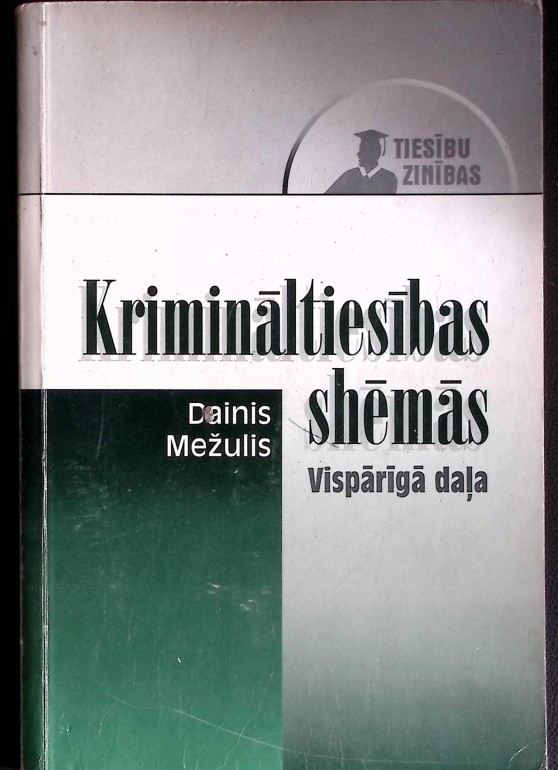 TIESĪBU
ZINĪBAS
Krimināltiesības
shēmās
Dainis
Mežulis
Vispārīgā daļa